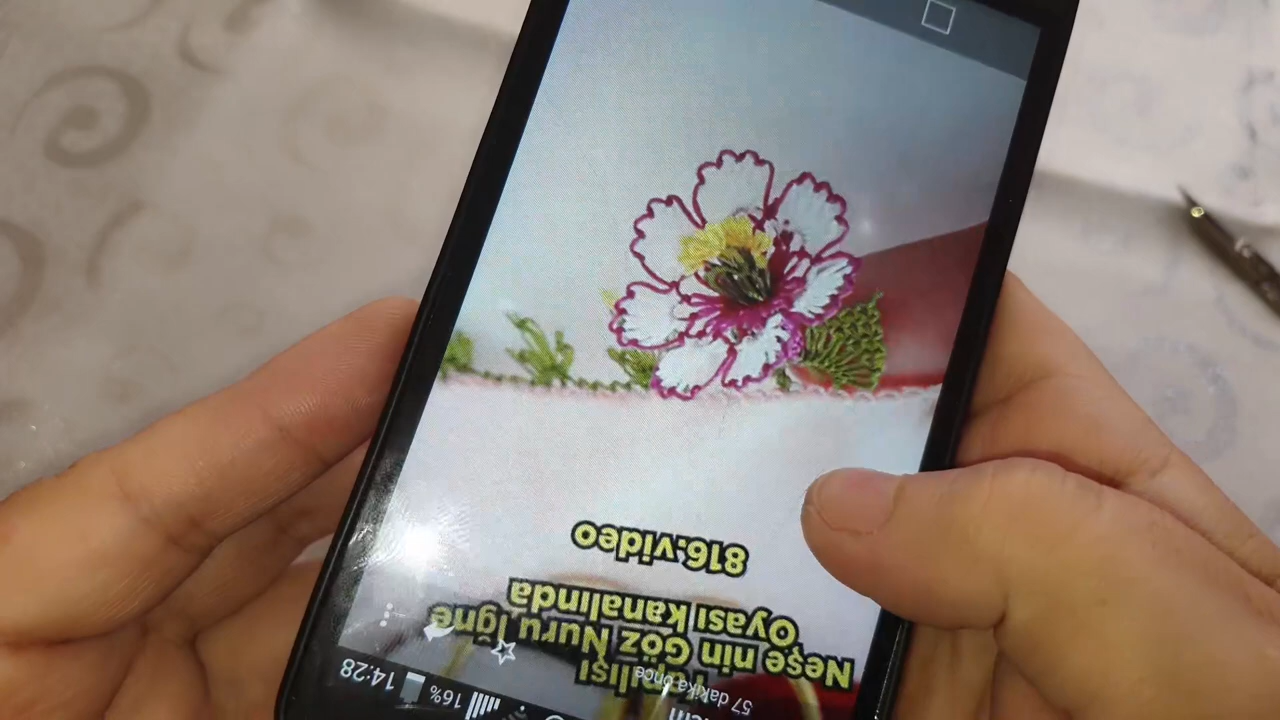 14:28
16%
57 dakika önce
Neşe nin Göz Nuru İğne
Oyası kanalında
816.video